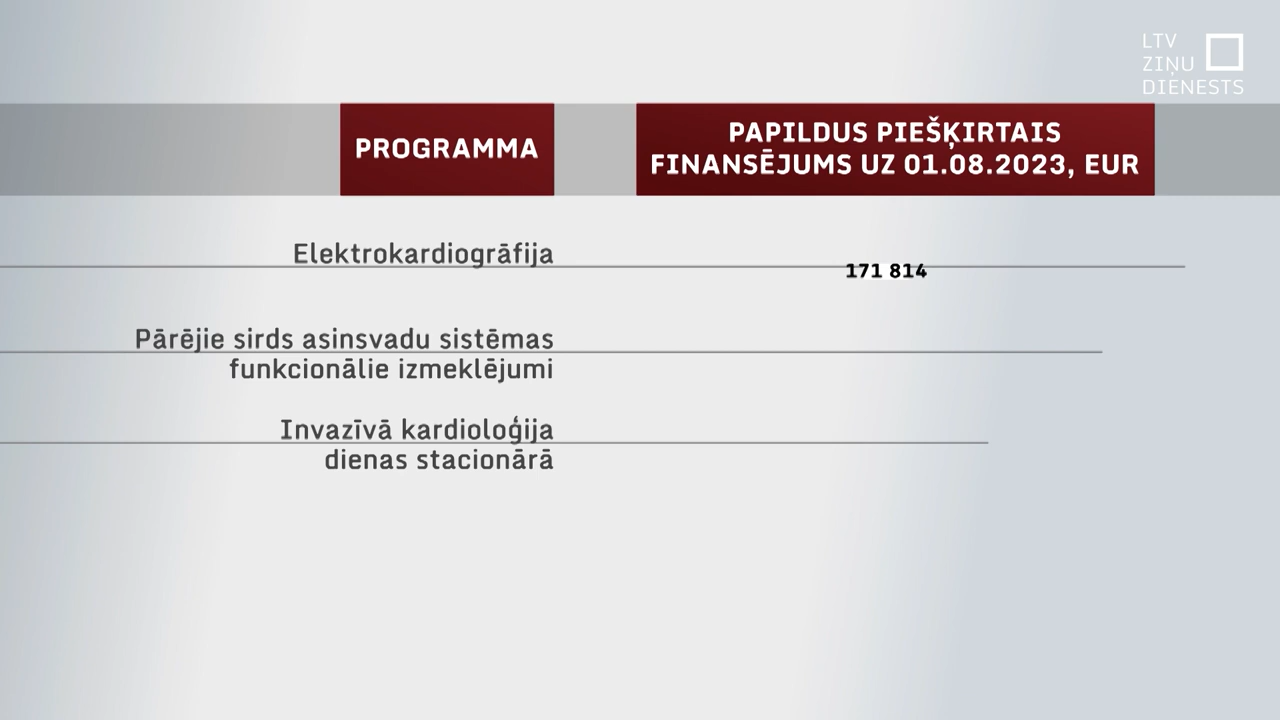 LTV
ZIŅU
DIENESTS
PROGRAMMA
PAPILDUS PIEŠĶIRTAIS
FINANSĒJUMS UZ 01.08.2023, EUR
Elektrokardiogrāfija
171 814
Pārējie sirds asinsvadu sistēmas
funkcionālie izmeklējumi
Invazīvā kardioloģija
dienas stacionārā